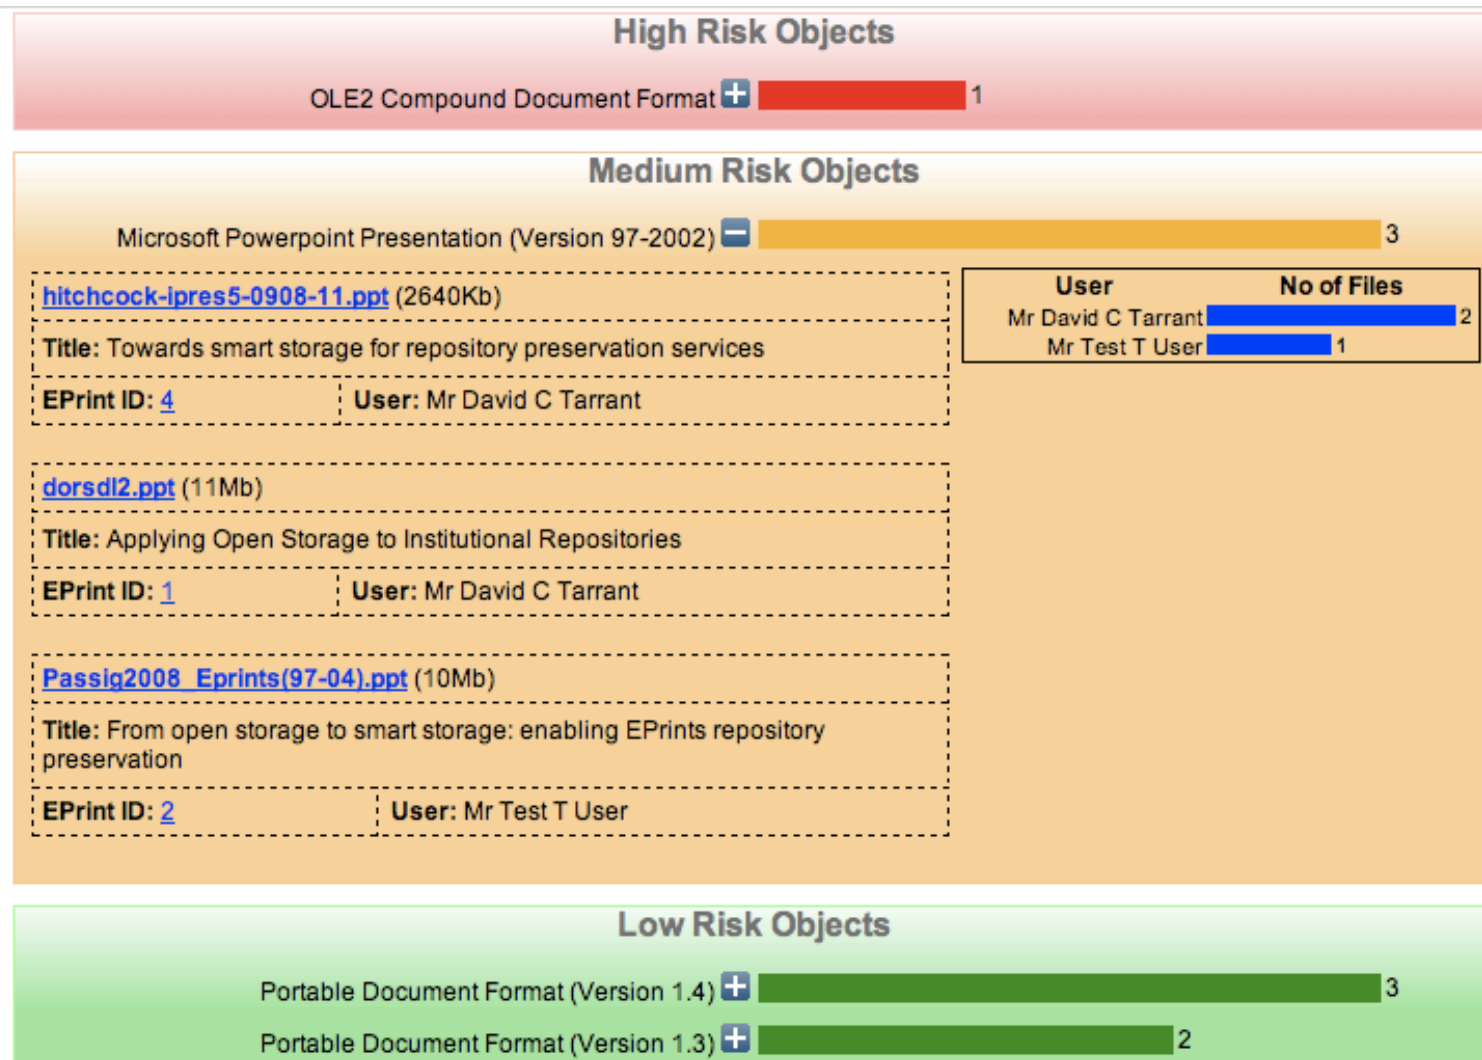 High Risk Objects
OLE2 Compound Document Format 1
Medium Risk Objects
Microsoft Powerpoint Presentation (Version 97-2002) 3
hitchcock-ipres5-0908-11.ppt (2640Kb)
Title: Towards smart storage for repository preservation services
EPrint ID: 4 User: Mr David C Tarrant
User No of Files
Mr David C Tarrant 2
Mr Test T User 1
dorsdl2.ppt (11Mb)
Title: Applying Open Storage to Institutional Repositories
EPrint ID: 1 User: Mr David C Tarrant
Passig2008_Eprints(97-04).ppt (10Mb)
Title: From open storage to smart storage: enabling EPrints repository
preservation
EPrint ID: 2 User: Mr Test T User
Low Risk Objects
Portable Document Format (Version 1.4) 3
Portable Document Format (Version 1.3) 2